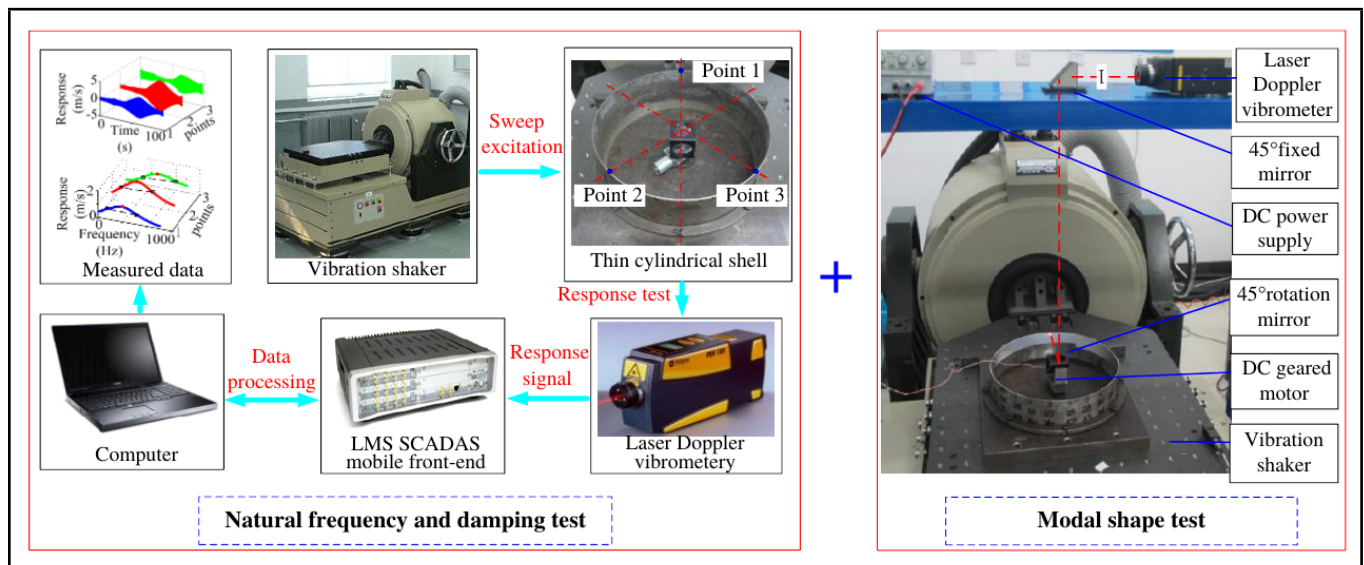 Response
(m/s)
5
0
-5
0
Time
(s)
100
1
2
3
points
Response
(m/s)
2
0
0
Frequency
(Hz)
1000
1
2
3
points
Measured data
Vibration shaker
Sweep
excitation
Point 1
Point 2
Point 3
Thin cylindrical shell
Response test
Computer
Data
processing
LMS SCADAS
mobile front-end
Response
signal
Laser Doppler
vibrometery
Natural frequency and damping test
+
Laser
Doppler
vibrometer
45°fixed
mirror
DC power
supply
45°rotation
mirror
DC geared
motor
Vibration
shaker
Modal shape test